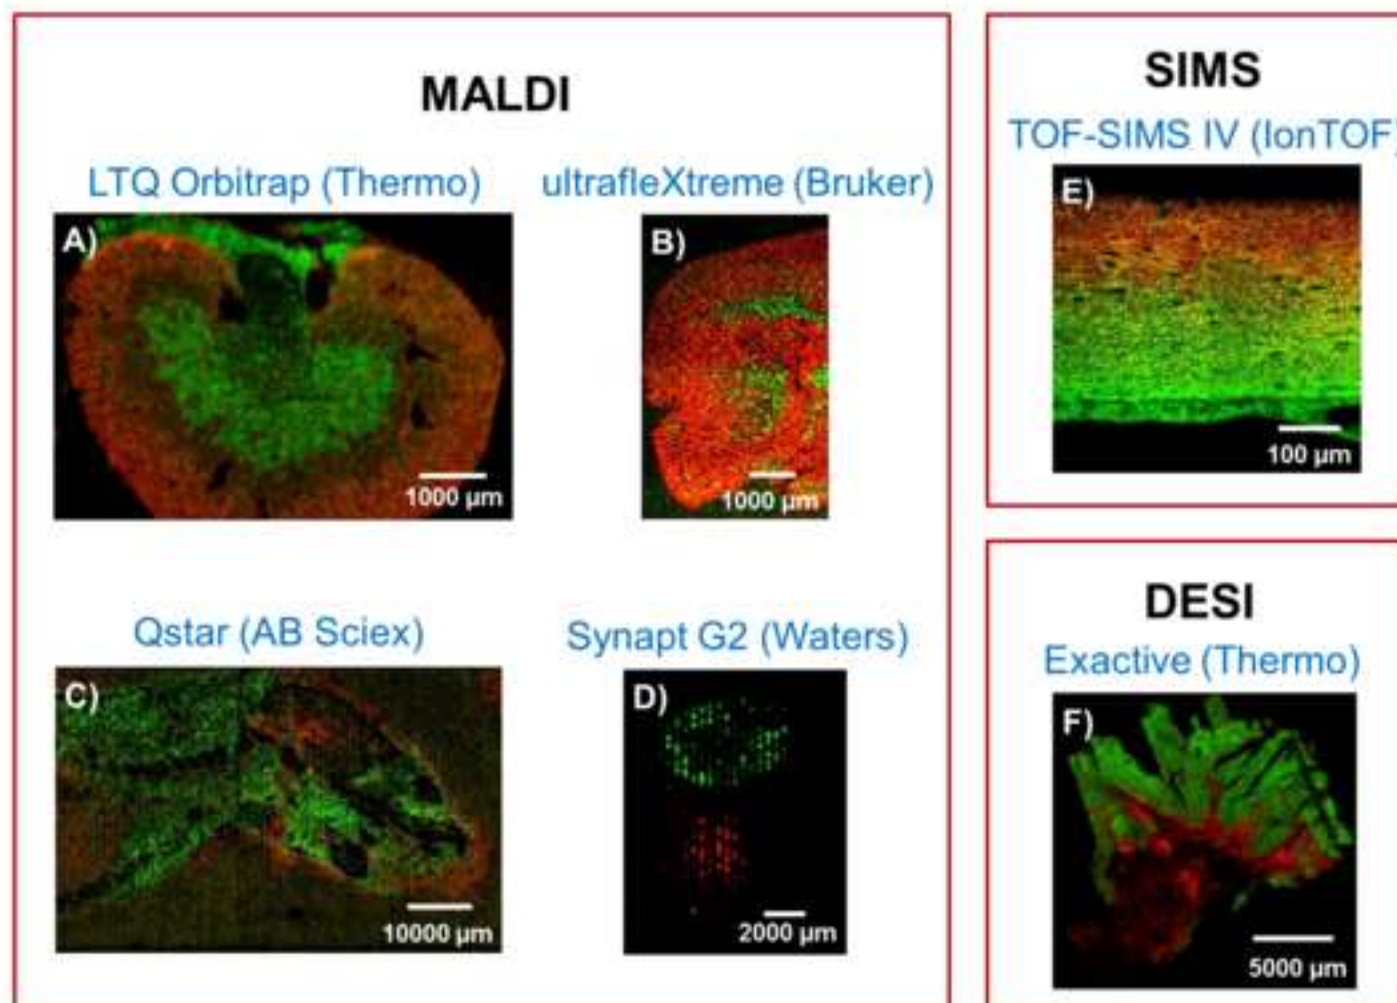 MALDI
LTQ Orbitrap (Thermo)
ultrafleXtreme (Bruker)
A)
1000 µm
B)
1000 µm
Qstar (AB Sciex)
Synapt G2 (Waters)
C)
10000 µm
D)
2000 µm
SIMS
TOF-SIMS IV (IonTOF)
E)
100 µm
DESI
Exactive (Thermo)
F)
5000 µm